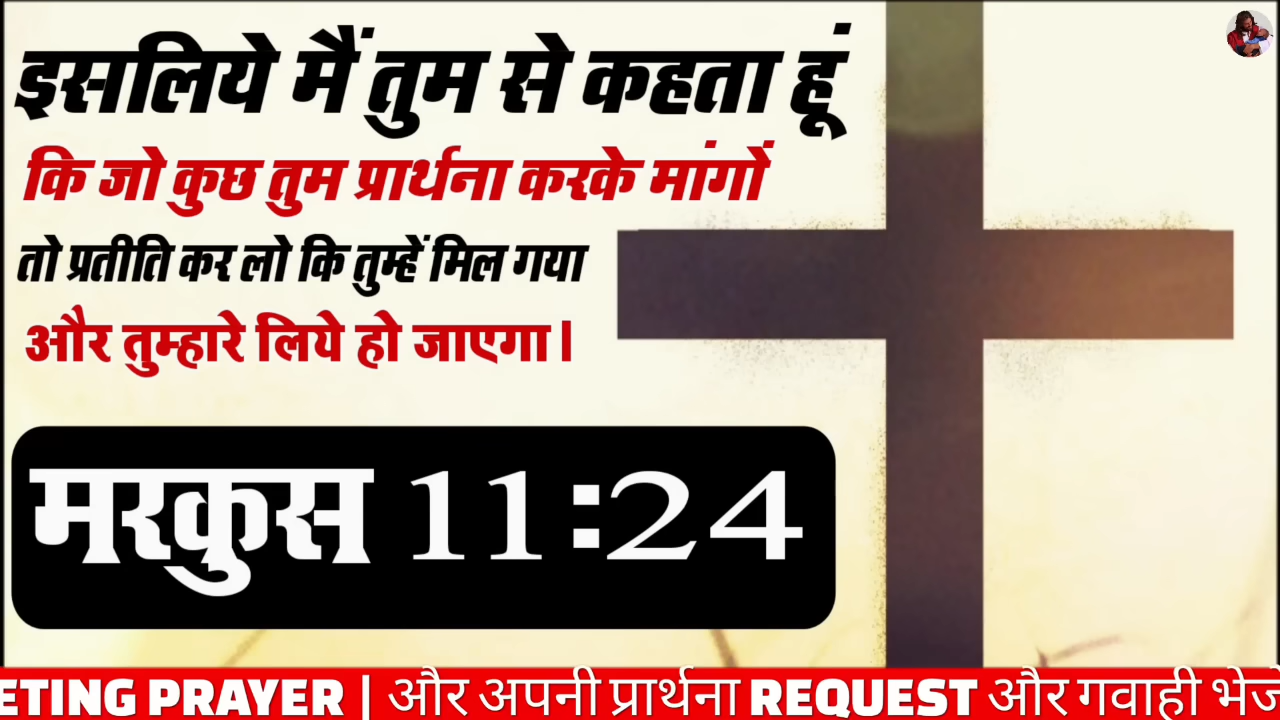 इसलिये मैं तुम से कहता हूं
कि जो कुछ तुम प्रार्थना करके मांगों
तो प्रतीति कर लो कि तुम्हें मिल गया
और तुम्हारे लिये हो जाएगा।
मरकुस 11:24
ETING PRAYER | और अपनी प्रार्थना REQUEST और गवाही भेज